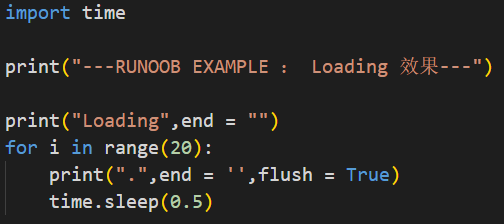 import time
print("---RUNOOB EXAMPLE ： Loading 效果---")
print("Loading",end = "")
for i in range(20):
    print(".",end = '',flush = True)
    time.sleep(0.5)